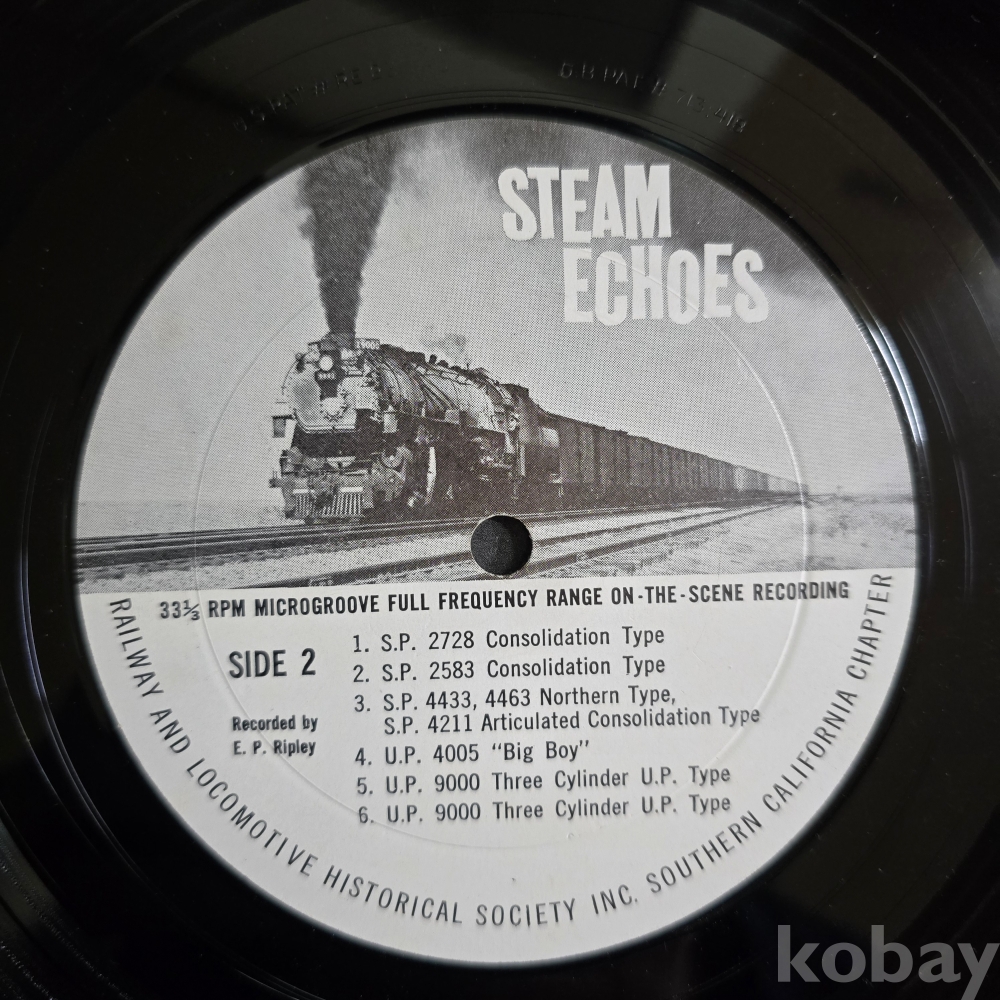 STEAM
ECHOES
33⅓ RPM MICROGROOVE FULL FREQUENCY RANGE ON-THE-SCENE RECORDING
SIDE 2
Recorded by
E. P. Ripley
1. S.P. 2728 Consolidation Type
2. S.P. 2583 Consolidation Type
3. S.P. 4433, 4463 Northern Type,
S.P. 4211 Articulated Consolidation Type
4. U.P. 4005 "Big Boy"
5. U.P. 9000 Three Cylinder U.P. Type
6. U.P. 9000 Three Cylinder U.P. Type
RAILWAY AND LOCOMOTIVE HISTORICAL SOCIETY INC. SOUTHERN CALIFORNIA CHAPTER
kobay